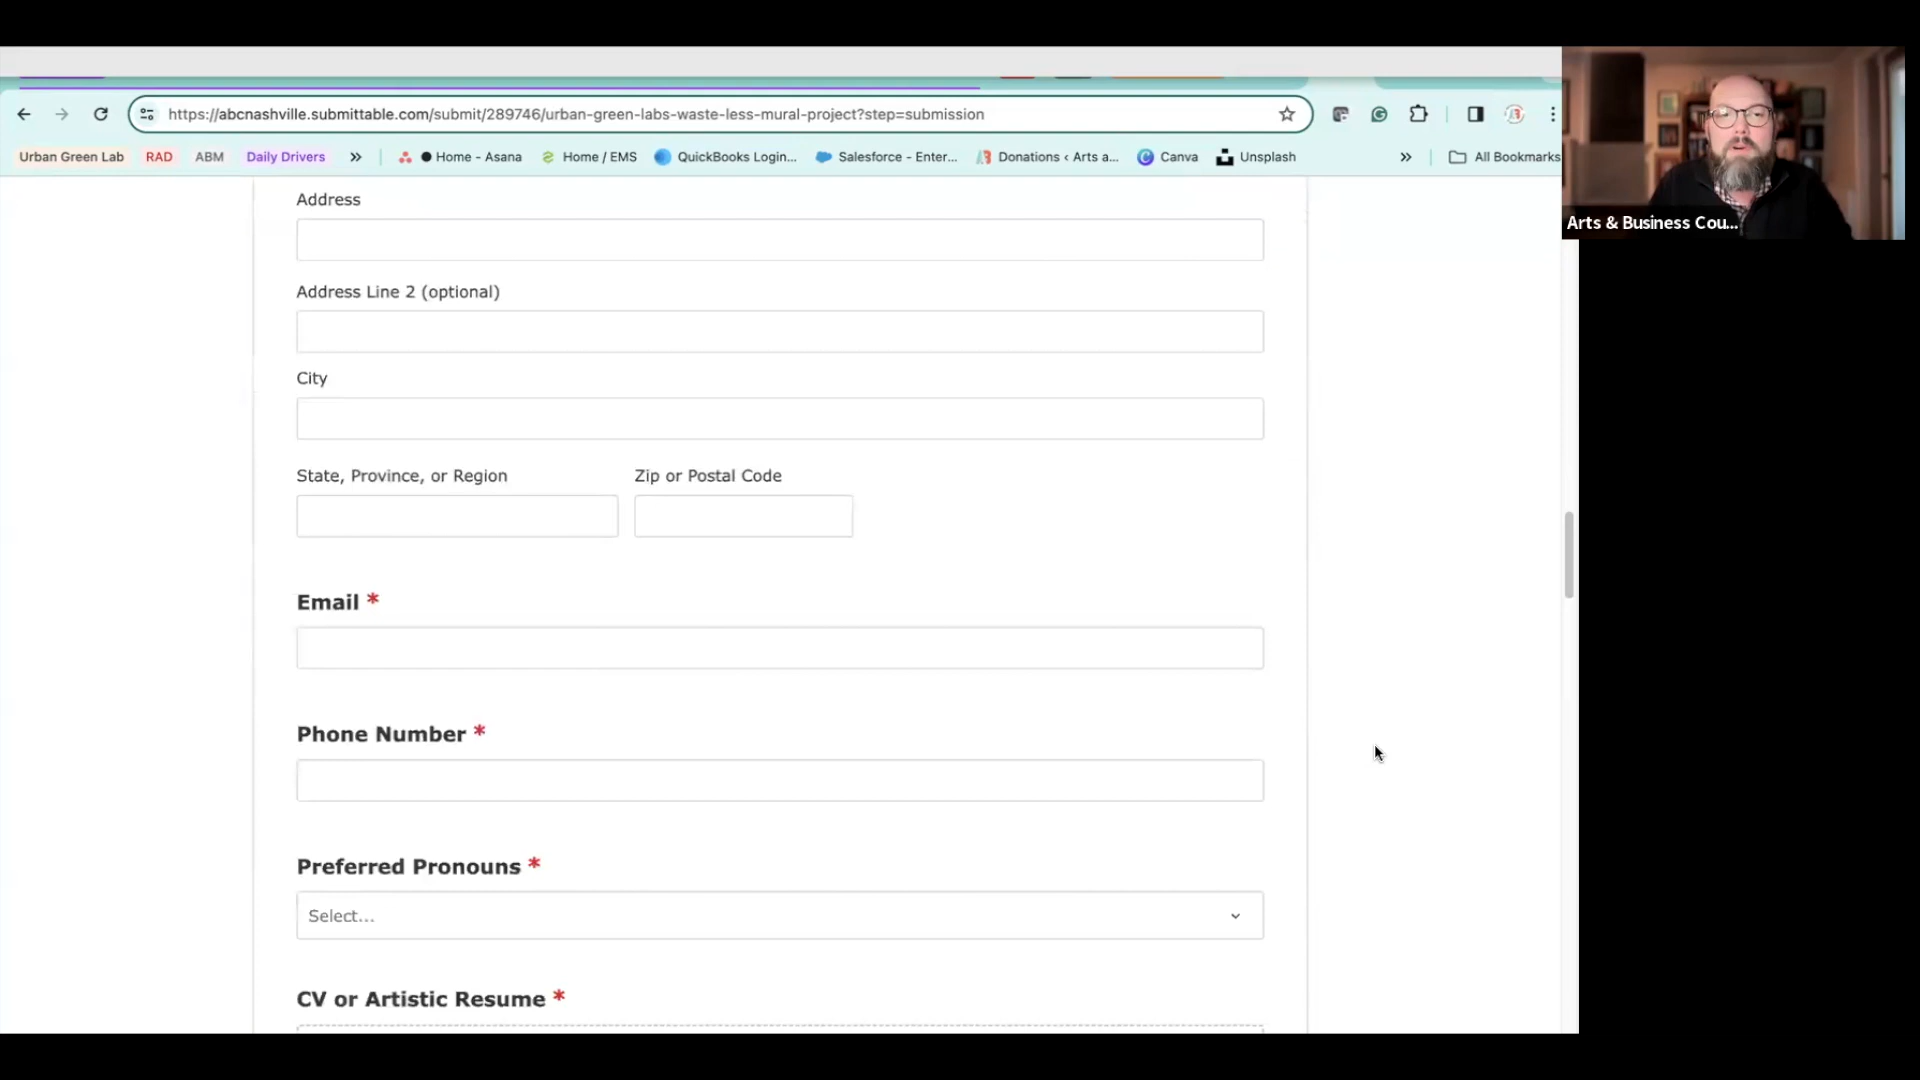 https://abcnashville.submittable.com/submit/289746/urban-green-labs-waste-less-mural-project?step=submission
Urban Green Lab RAD ABM Daily Drivers » Home - Asana Home / EMS QuickBooks Login... Salesforce - Enter... Donations ‹ Arts a... Canva Unsplash » All Bookmarks
Arts & Business Cou...
Address
Address Line 2 (optional)
City
State, Province, or Region Zip or Postal Code
Email *
Phone Number *
Preferred Pronouns *
Select...
CV or Artistic Resume *